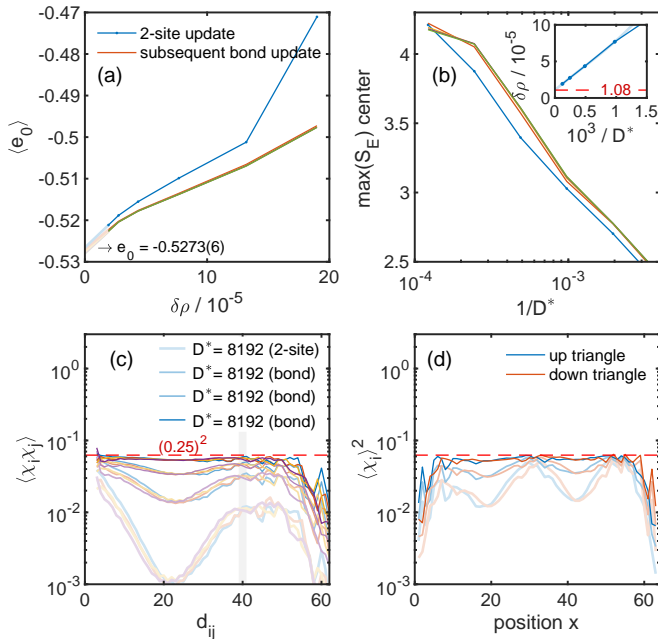 -0.47
-0.48
-0.49
-0.5
-0.51
-0.52
-0.53
⟨e₀⟩
2-site update
subsequent bond update
(a)
→ e₀ = -0.5273(6)
0
10
20
δρ / 10⁻⁵
4
3.5
3
2.5
max(S_E) center
(b)
10
5
0
δρ / 10⁻⁵
1.08
0
0.5
1
1.5
10³ / D*
10⁻⁴
10⁻³
1/D*
10⁰
10⁻¹
10⁻²
10⁻³
⟨χᵢχⱼ⟩
(c)
D*= 8192 (2-site)
D*= 8192 (bond)
D*= 8192 (bond)
D*= 8192 (bond)
(0.25)²
0
20
40
60
d_ij
10⁰
10⁻¹
10⁻²
10⁻³
⟨χᵢ⟩²
(d)
up triangle
down triangle
0
20
40
60
position x